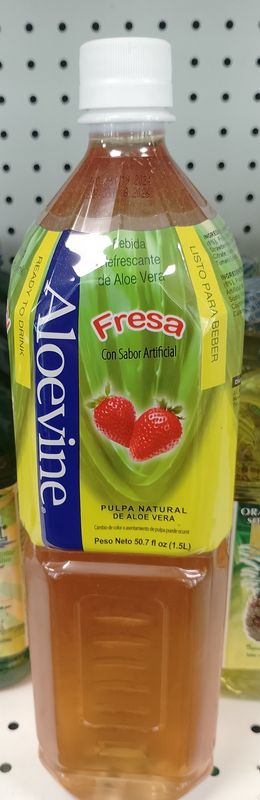 Bebida
Refrescante
de Aloe Vera
READY TO DRINK
LISTO PARA BEBER
Fresa
Con Sabor Artificial
Aloevine®
PULPA NATURAL
DE ALOE VERA
Cambio de color o asentamiento de pulpa puede ocurrir
Peso Neto 50.7 fl oz (1.5L)